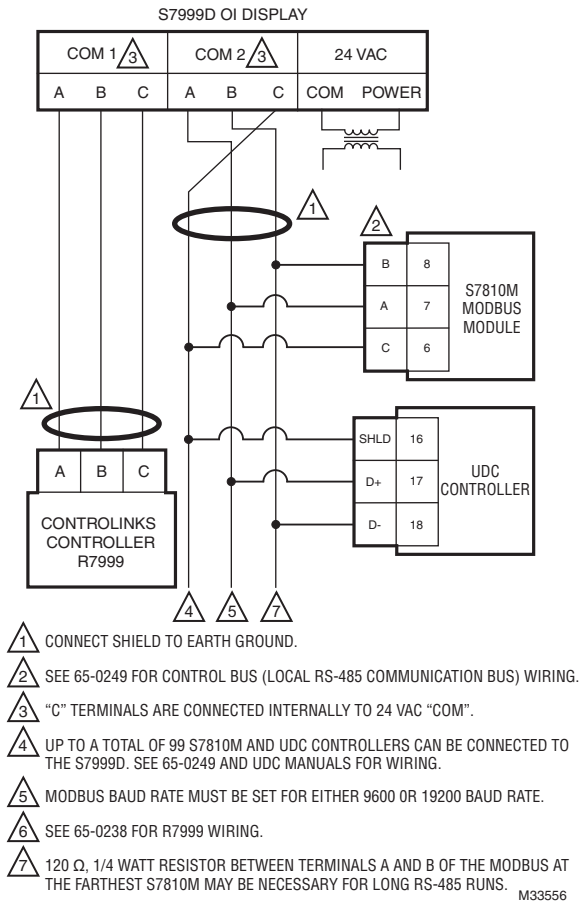 S7999D OI DISPLAY
COM 1 3 COM 2 3 24 VAC
A B C A B C COM POWER
1
2
B 8
A 7
C 6
S7810M
MODBUS
MODULE
1
A B C
CONTROLINKS
CONTROLLER
R7999
SHLD 16
D+ 17
D- 18
UDC
CONTROLLER
4 5 7
1 CONNECT SHIELD TO EARTH GROUND.
2 SEE 65-0249 FOR CONTROL BUS (LOCAL RS-485 COMMUNICATION BUS) WIRING.
3 “C” TERMINALS ARE CONNECTED INTERNALLY TO 24 VAC “COM”.
4 UP TO A TOTAL OF 99 S7810M AND UDC CONTROLLERS CAN BE CONNECTED TO
THE S7999D. SEE 65-0249 AND UDC MANUALS FOR WIRING.
5 MODBUS BAUD RATE MUST BE SET FOR EITHER 9600 0R 19200 BAUD RATE.
6 SEE 65-0238 FOR R7999 WIRING.
7 120 Ω, 1/4 WATT RESISTOR BETWEEN TERMINALS A AND B OF THE MODBUS AT
THE FARTHEST S7810M MAY BE NECESSARY FOR LONG RS-485 RUNS.
M33556